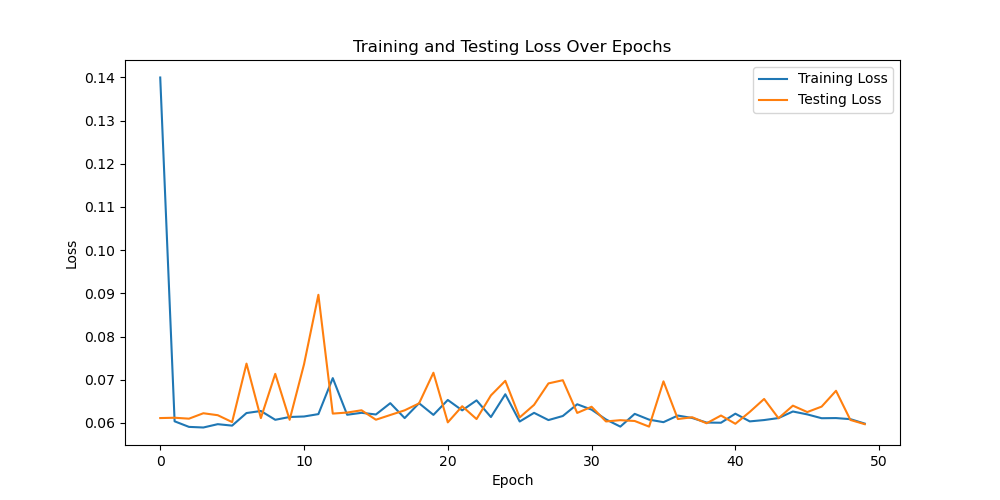 Training and Testing Loss Over Epochs
Training Loss
Testing Loss
0.14
0.13
0.12
0.11
0.10
0.09
0.08
0.07
0.06
Loss
0 10 20 30 40 50
Epoch